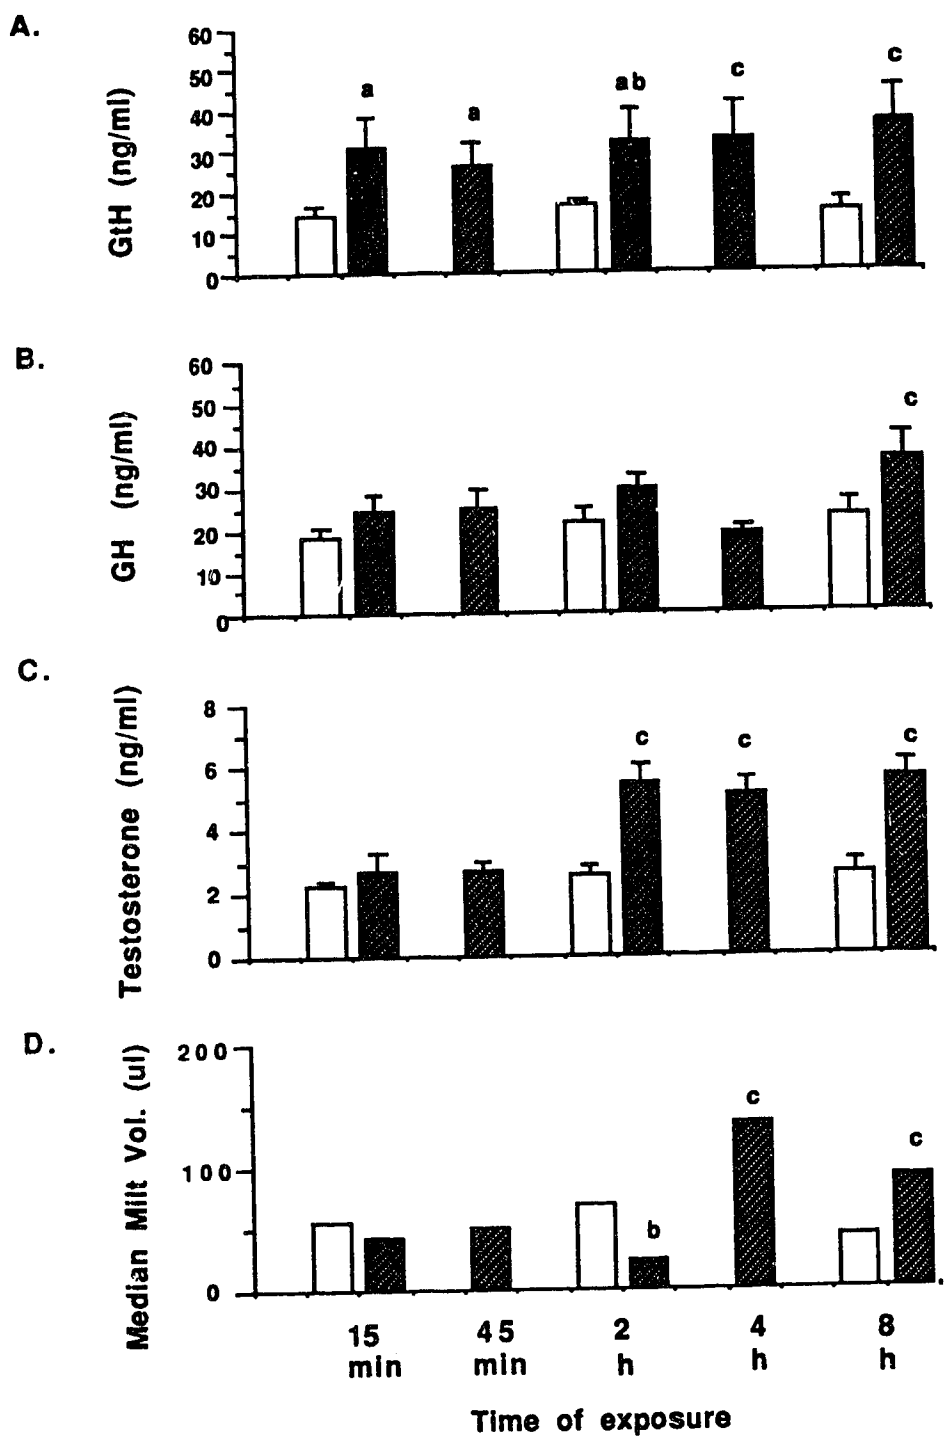 A.
GtH (ng/ml)
60
50
40
30
20
10
0
a
a
ab
c
c
B.
GH (ng/ml)
60
50
40
30
20
10
0
c
C.
Testosterone (ng/ml)
8
6
4
2
0
c
c
c
D.
Median Milt Vol. (ul)
200
100
0
b
c
c
15 45 2 4 8
min min h h h
Time of exposure